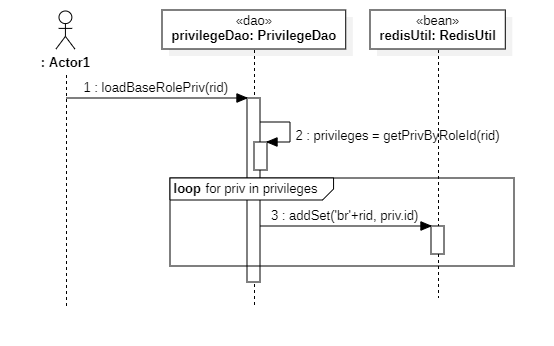 «dao»
privilegeDao: PrivilegeDao
«bean»
redisUtil: RedisUtil
: Actor1
1 : loadBaseRolePriv(rid)
2 : privileges = getPrivByRoleId(rid)
loop for priv in privileges
3 : addSet('br'+rid, priv.id)